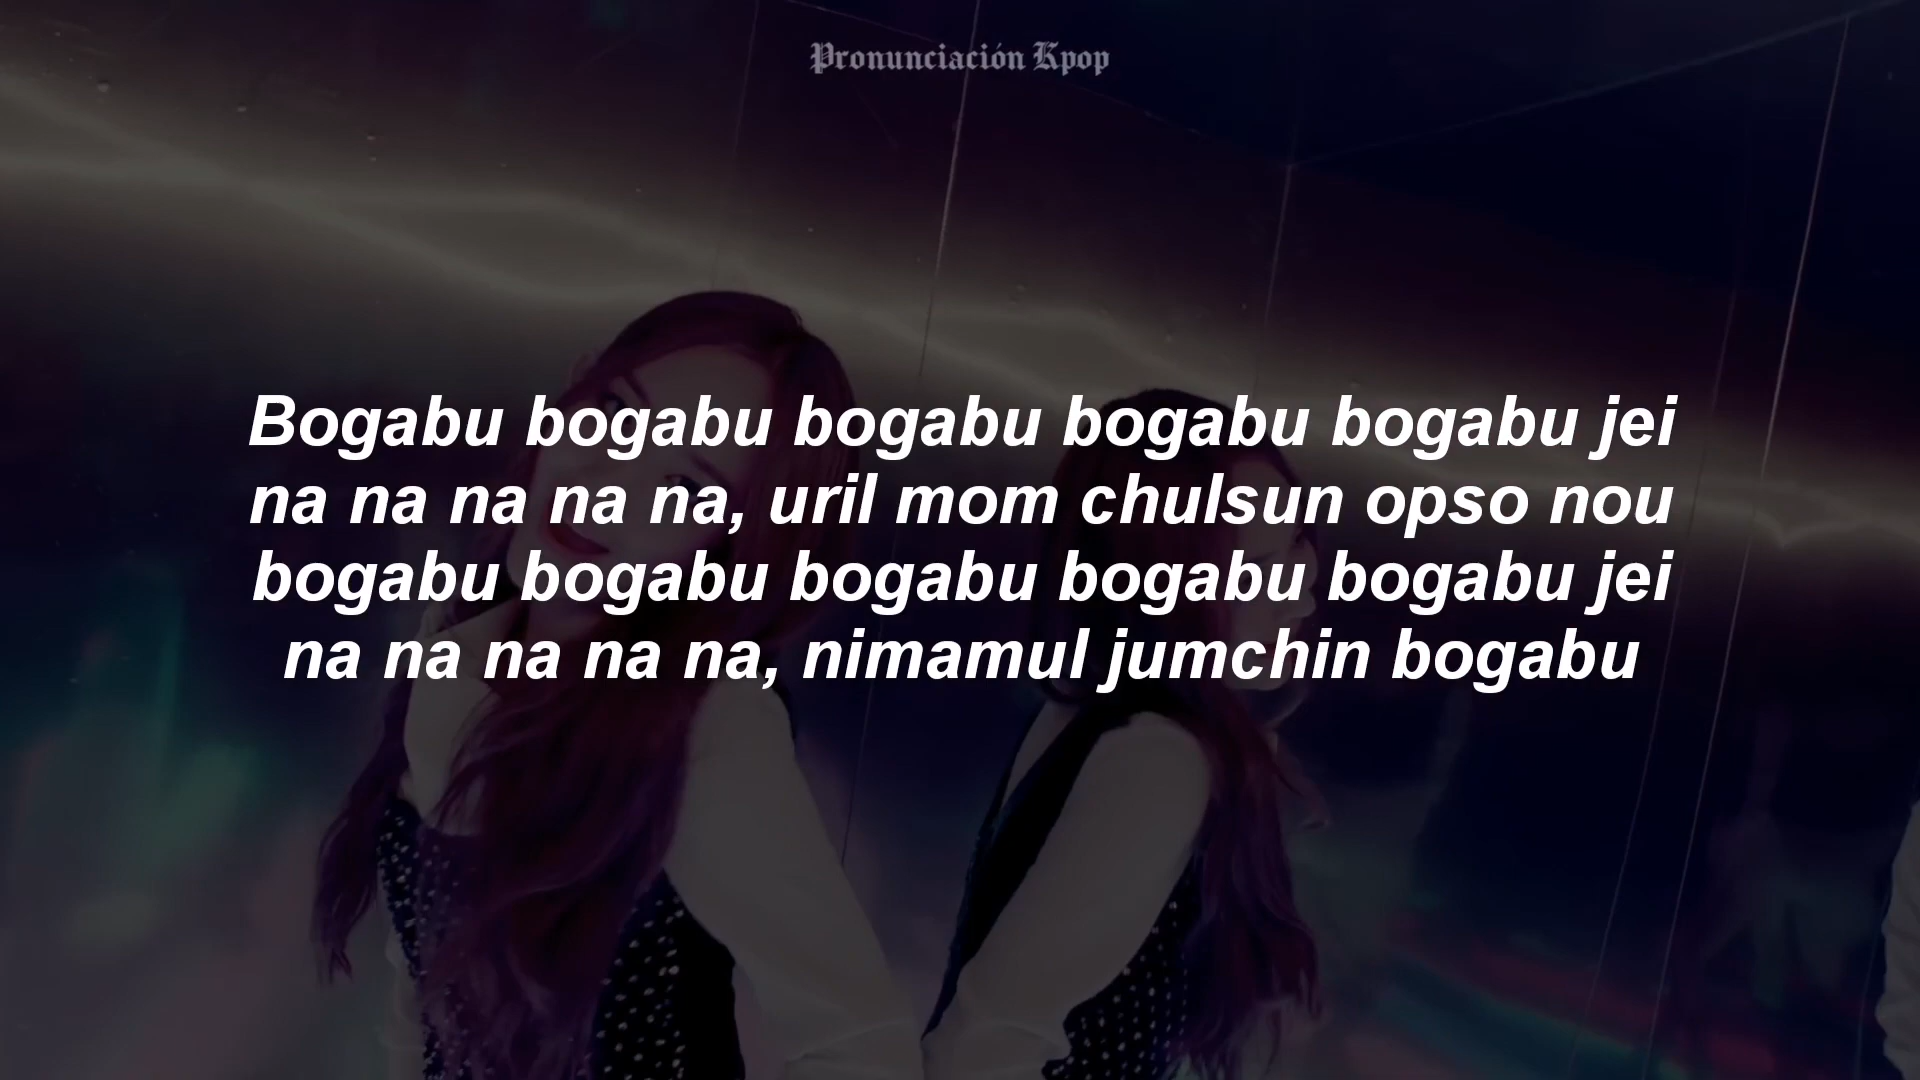 Pronunciación Kpop
Bogabu bogabu bogabu bogabu bogabu jei
na na na na na, uril mom chulsun opso nou
bogabu bogabu bogabu bogabu bogabu jei
na na na na na, nimamul jumchin bogabu